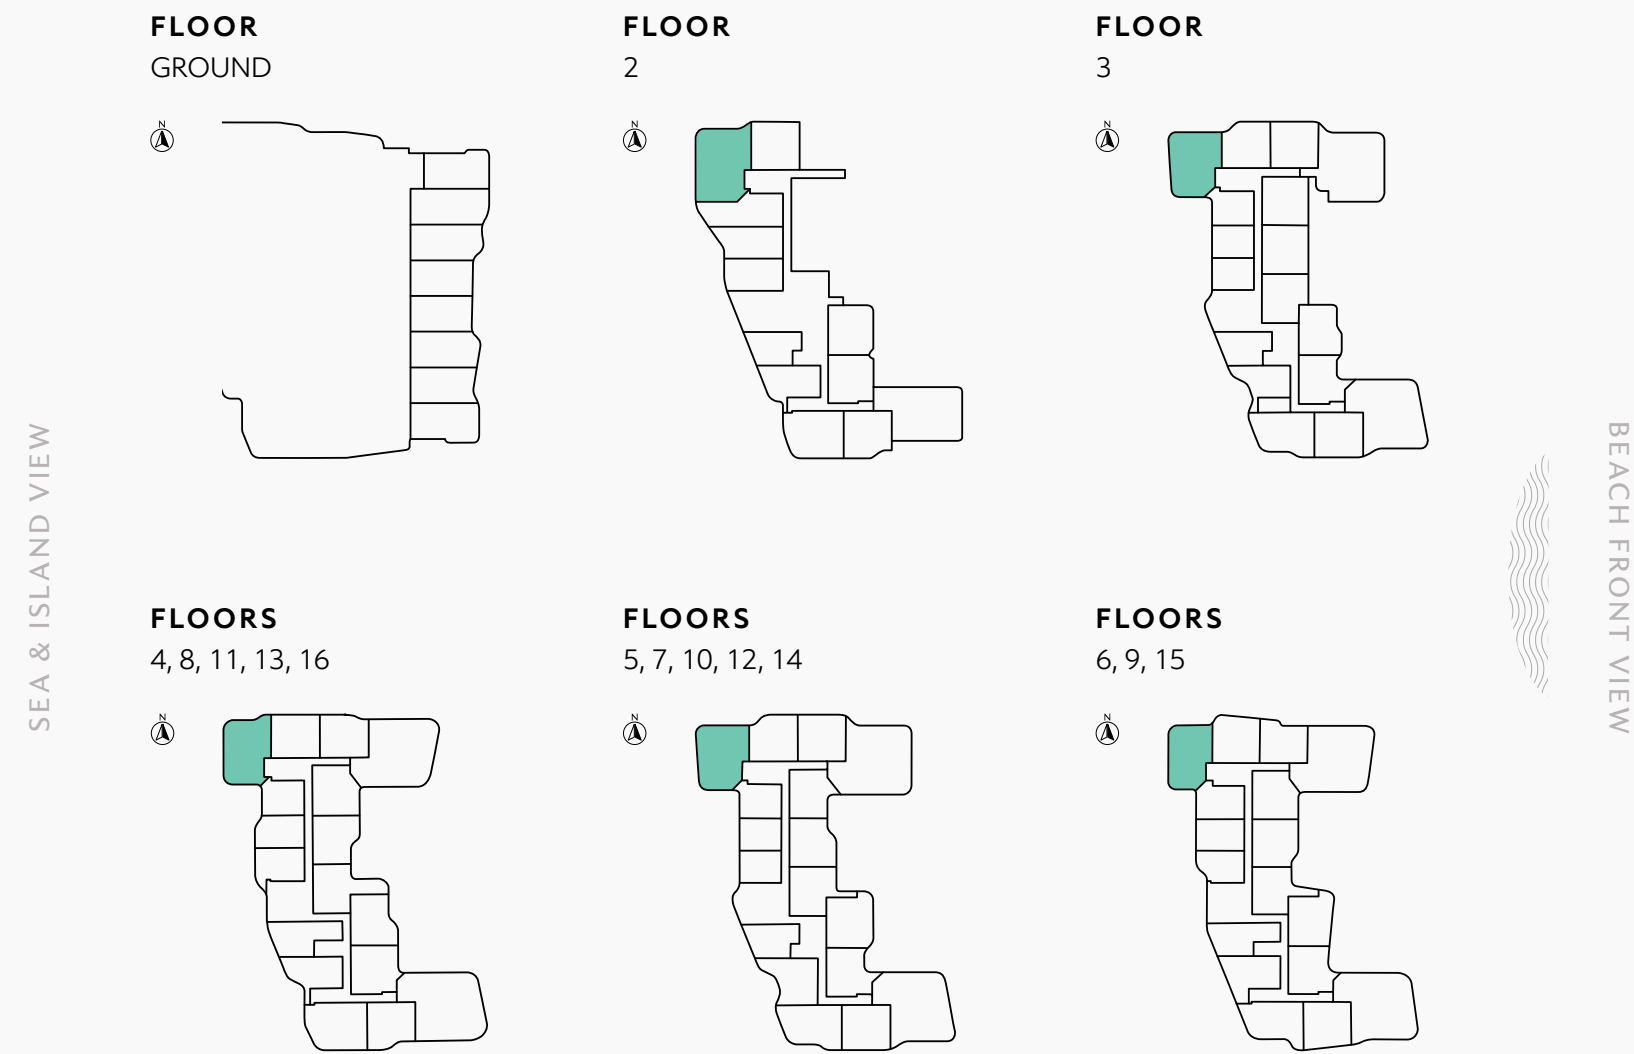 FLOOR
GROUND
N
FLOOR
2
N
FLOOR
3
N
SEA & ISLAND VIEW
BEACH FRONT VIEW
FLOORS
4, 8, 11, 13, 16
N
FLOORS
5, 7, 10, 12, 14
N
FLOORS
6, 9, 15
N